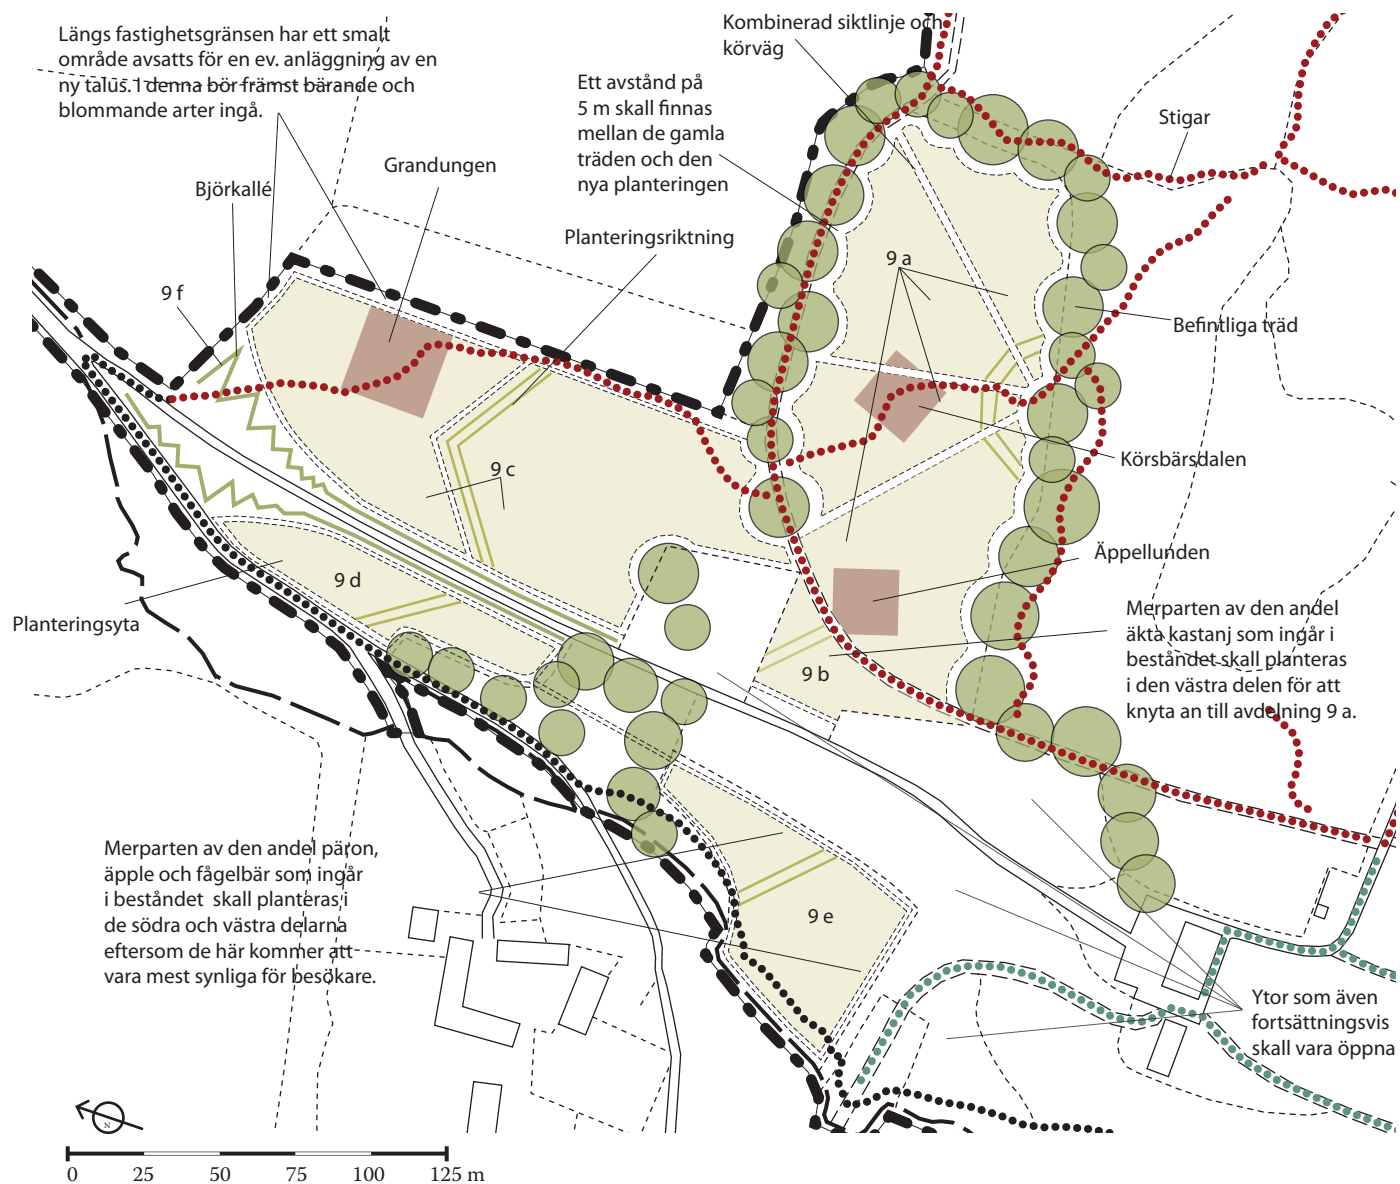 Längs fastighetsgränsen har ett smalt
område avsatts för en ev. anläggning av en
ny talus. I denna bör främst bärande och
blommande arter ingå.
Kombinerad siktlinje och
körväg
Ett avstånd på
5 m skall finnas
mellan de gamla
träden och den
nya planteringen
Stigar
Grandungen
Björkallé
Planteringsriktning
9 a
9 f
Befintliga träd
9 c
Körsbärsdalen
Äppellunden
9 d
Planteringsyta
Merparten av den andel
äkta kastanj som ingår i
beståndet skall planteras
i den västra delen för att
knyta an till avdelning 9 a.
9 b
Merparten av den andel päron,
äpple och fågelbär som ingår
i beståndet skall planteras i
de södra och västra delarna
eftersom de här kommer att
vara mest synliga för besökare.
9 e
Ytor som även
fortsättningsvis
skall vara öppna
N
0 25 50 75 100 125 m